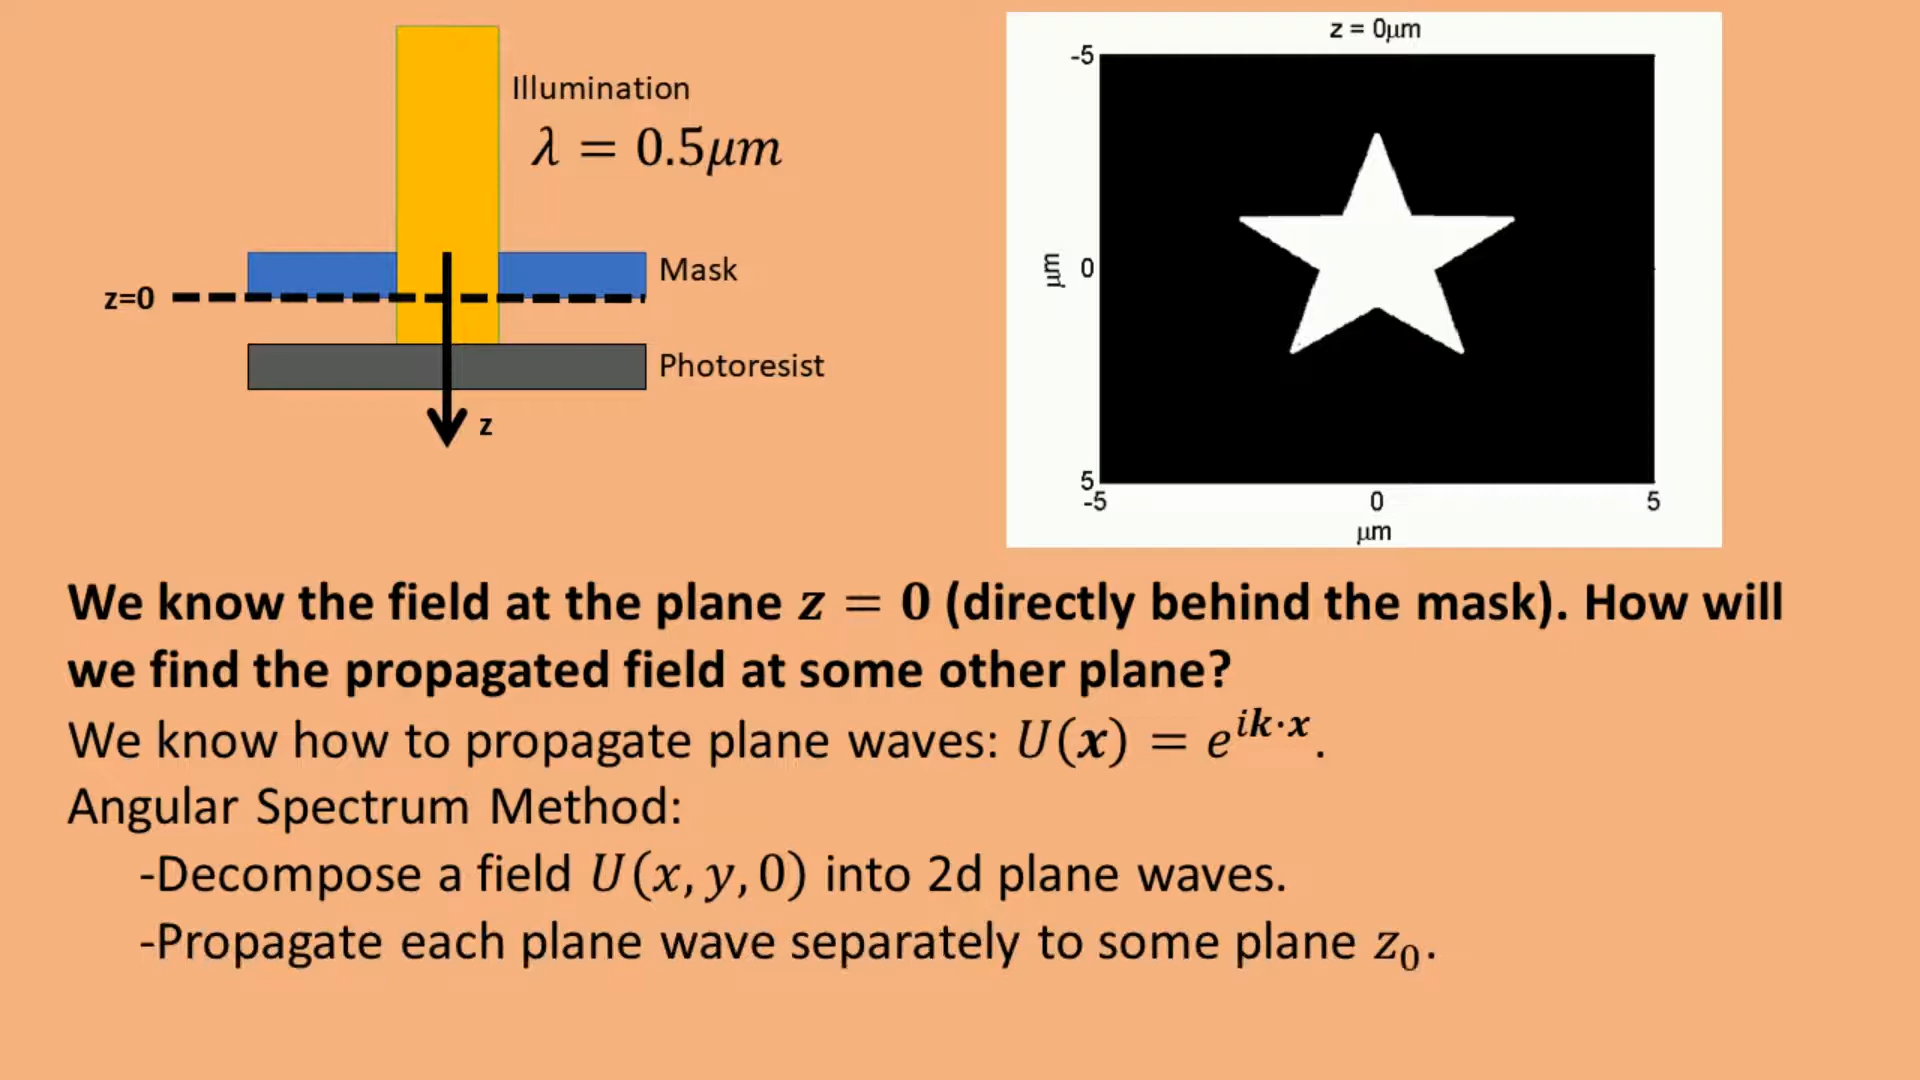 Illumination
λ = 0.5μm
Mask
z=0
Photoresist
z
z = 0μm
-5
μm
0
5
-5
0
5
μm
We know the field at the plane z = 0 (directly behind the mask). How will
we find the propagated field at some other plane?
We know how to propagate plane waves: U(x) = e^{ik·x}.
Angular Spectrum Method:
-Decompose a field U(x, y, 0) into 2d plane waves.
-Propagate each plane wave separately to some plane z₀.